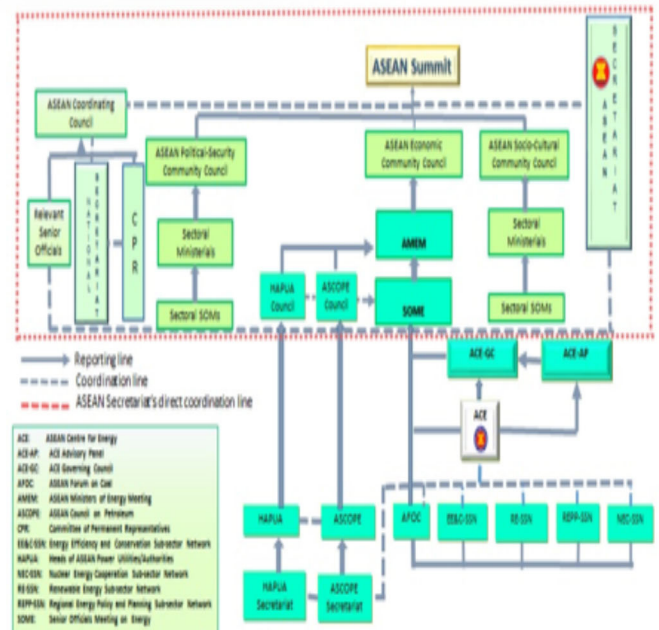 ASEAN Summit
SECRETARIAT
ASEAN
ASEAN Coordinating
Council
ASEAN Political-Security
Community Council
ASEAN Economic
Community Council
ASEAN Socio-Cultural
Community Council
Relevant
Senior
Officials
NATIONAL
SECRETARIAT
CPR
Sectoral
Ministerials
AMEM
Sectoral
Ministerials
HAPUA
Council
ASCOPE
Council
SOME
Sectoral SOMs
Sectoral SOMs
ACE-GC
ACE-AP
Reporting line
Coordination line
ASEAN Secretariat's direct coordination line
ACE
ACE: ASEAN Centre for Energy
ACE-AP: ACE Advisory Panel
ACE-GC: ACE Governing Council
AFOC: ASEAN Forum on Coal
AMEM: ASEAN Ministers of Energy Meeting
ASCOPE: ASEAN Council on Petroleum
CPR: Committee of Permanent Representatives
EE&C-SSN: Energy Efficiency and Conservation Sub-sector Network
HAPUA: Heads of ASEAN Power Utilities/Authorities
NEC-SSN: Nuclear Energy Cooperation Sub-sector Network
RE-SSN: Renewable Energy Sub-sector Network
REPP-SSN: Regional Energy Policy and Planning Sub-sector Network
SOME: Senior Officials Meeting on Energy
HAPUA
ASCOPE
AFOC
EE&C-SSN
RE-SSN
REPP-SSN
NEC-SSN
HAPUA
Secretariat
ASCOPE
Secretariat